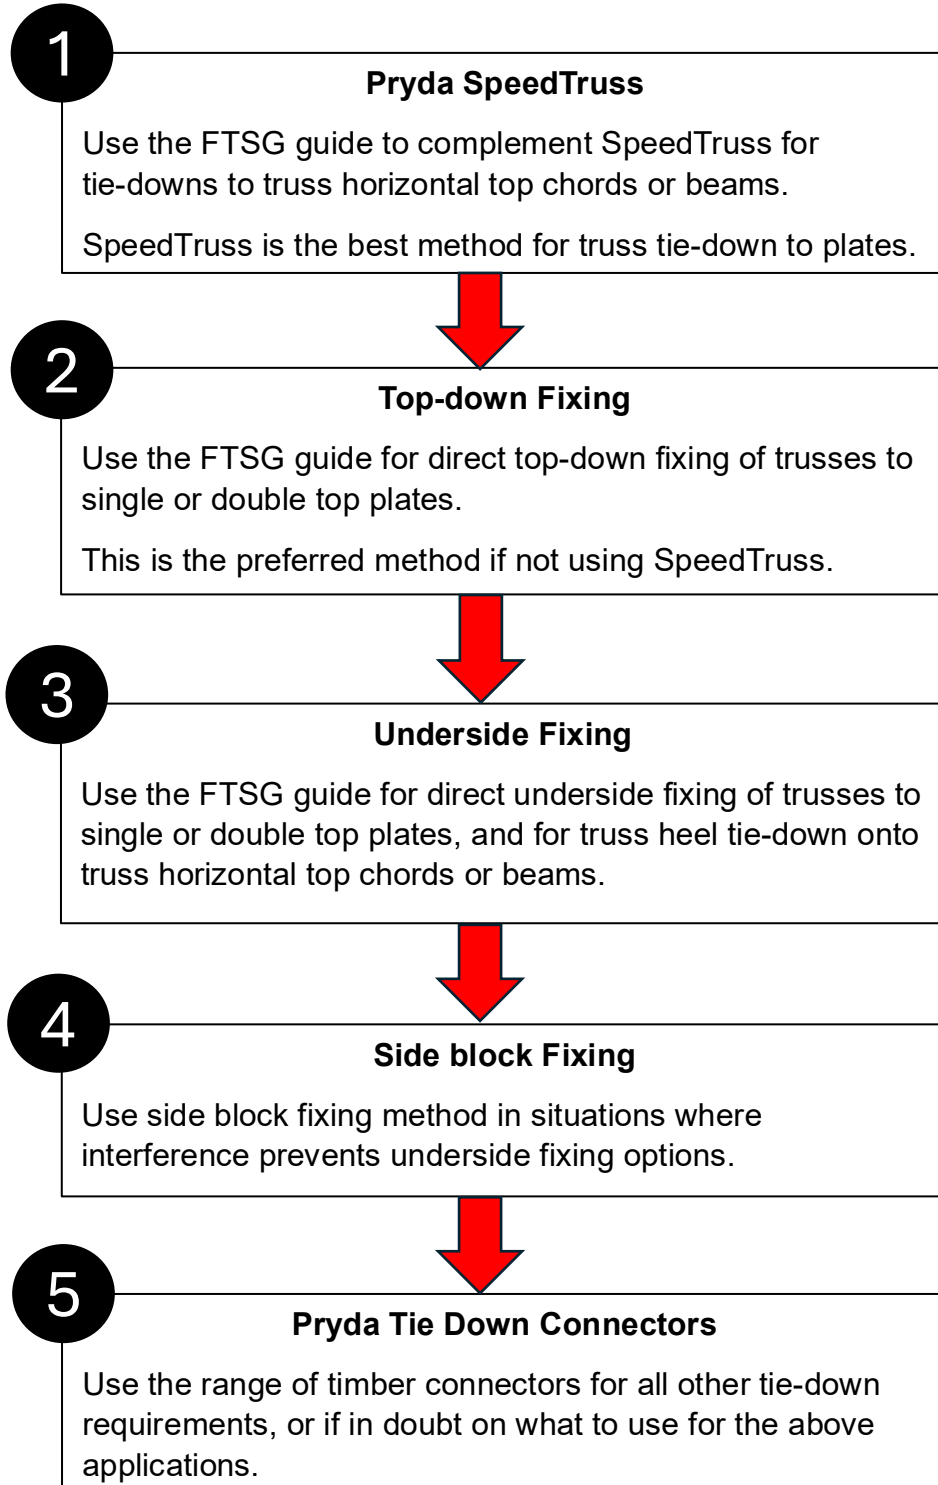 1
Pryda SpeedTruss
Use the FTSG guide to complement SpeedTruss for
tie-downs to truss horizontal top chords or beams.
SpeedTruss is the best method for truss tie-down to plates.
2
Top-down Fixing
Use the FTSG guide for direct top-down fixing of trusses to
single or double top plates.
This is the preferred method if not using SpeedTruss.
3
Underside Fixing
Use the FTSG guide for direct underside fixing of trusses to
single or double top plates, and for truss heel tie-down onto
truss horizontal top chords or beams.
4
Side block Fixing
Use side block fixing method in situations where
interference prevents underside fixing options.
5
Pryda Tie Down Connectors
Use the range of timber connectors for all other tie-down
requirements, or if in doubt on what to use for the above
applications.